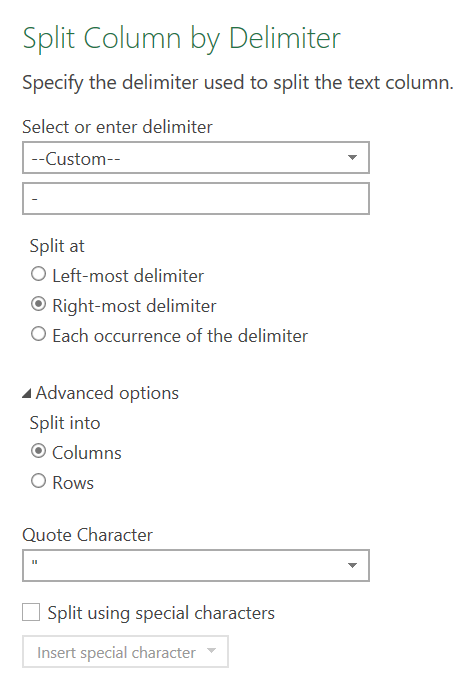 Split Column by Delimiter
Specify the delimiter used to split the text column.
Select or enter delimiter
--Custom--
-
Split at
Left-most delimiter
Right-most delimiter
Each occurrence of the delimiter
Advanced options
Split into
Columns
Rows
Quote Character
"
Split using special characters
Insert special character